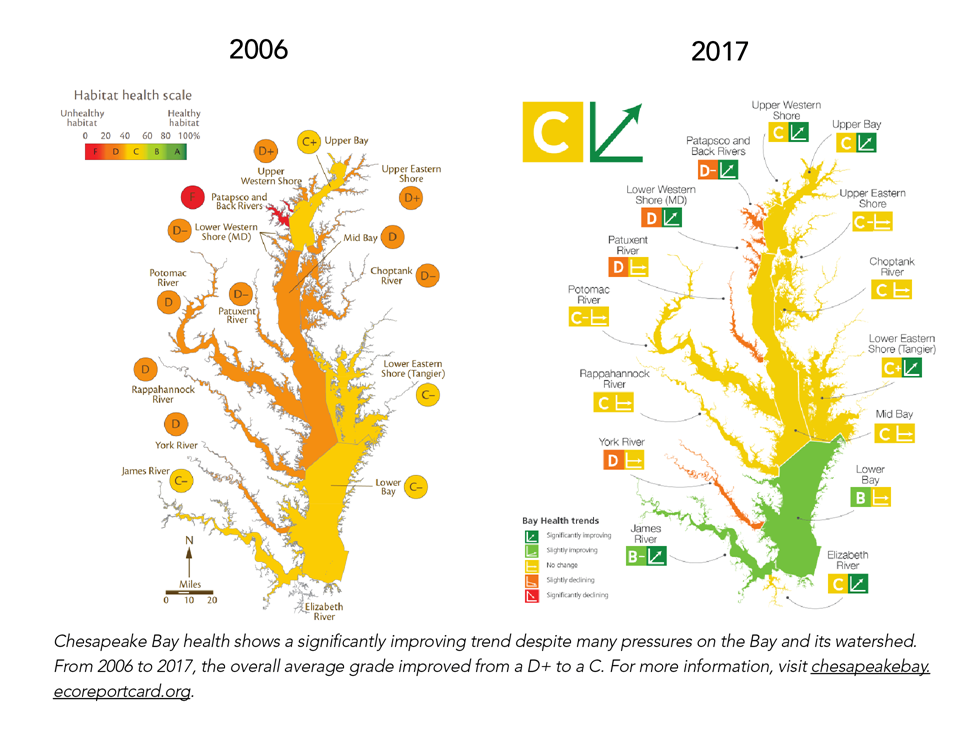 2006
Habitat health scale
Unhealthy
habitat
Healthy
habitat
0 20 40 60 80 100%
F D C B A
C+
Upper Bay
D+
Upper
Western Shore
Upper Eastern
Shore
D+
F
Patapsco and
Back Rivers
D–
Lower Western
Shore (MD)
Mid Bay
D
Potomac
River
D
D–
Patuxent
River
Choptank
River
D–
D
Rappahannock
River
Lower Eastern
Shore (Tangier)
C–
D
York River
James River
C–
Lower
Bay
C–
N
Miles
0 10 20
Elizabeth
River
2017
C
Upper Western
Shore
C
Upper Bay
C
Patapsco and
Back Rivers
D–
Lower Western
Shore (MD)
D
Upper Eastern
Shore
C–
Patuxent
River
D
Choptank
River
C
Potomac
River
C–
Lower Eastern
Shore (Tangier)
C+
Rappahannock
River
C
Mid Bay
C
York River
D
Lower
Bay
B
James
River
B–
Elizabeth
River
C
Bay Health trends
Significantly improving
Slightly improving
No change
Slightly declining
Significantly declining
Chesapeake Bay health shows a significantly improving trend despite many pressures on the Bay and its watershed.
From 2006 to 2017, the overall average grade improved from a D+ to a C. For more information, visit chesapeakebay.
ecoreportcard.org.